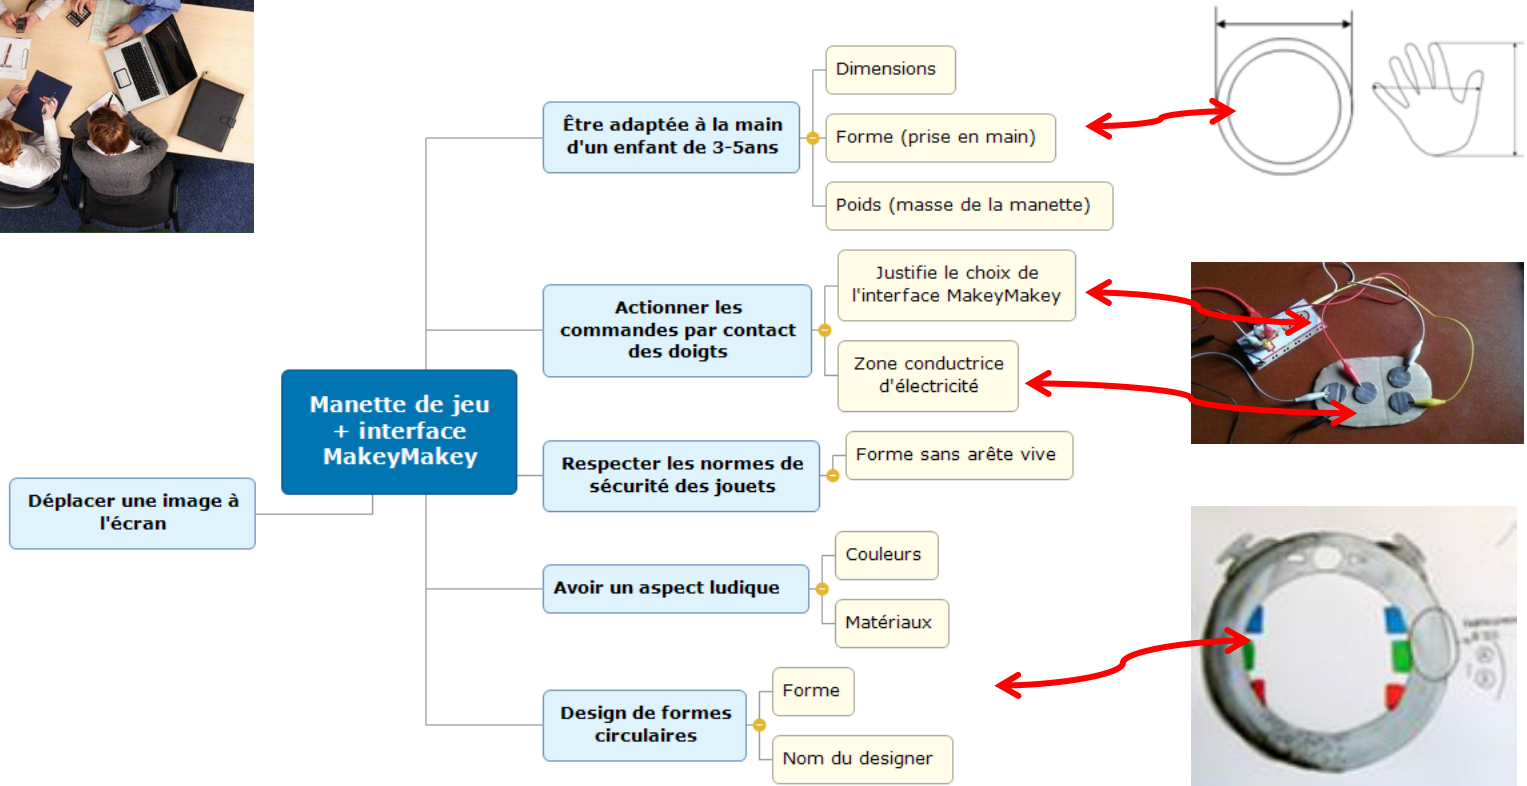 Dimensions
Être adaptée à la main
d'un enfant de 3-5ans
Forme (prise en main)
Poids (masse de la manette)
Justifie le choix de
l'interface MakeyMakey
Actionner les
commandes par contact
des doigts
Zone conductrice
d'électricité
Manette de jeu
+ interface
MakeyMakey
Forme sans arête vive
Respecter les normes de
sécurité des jouets
Déplacer une image à
l'écran
Couleurs
Avoir un aspect ludique
Matériaux
Forme
Design de formes
circulaires
Nom du designer